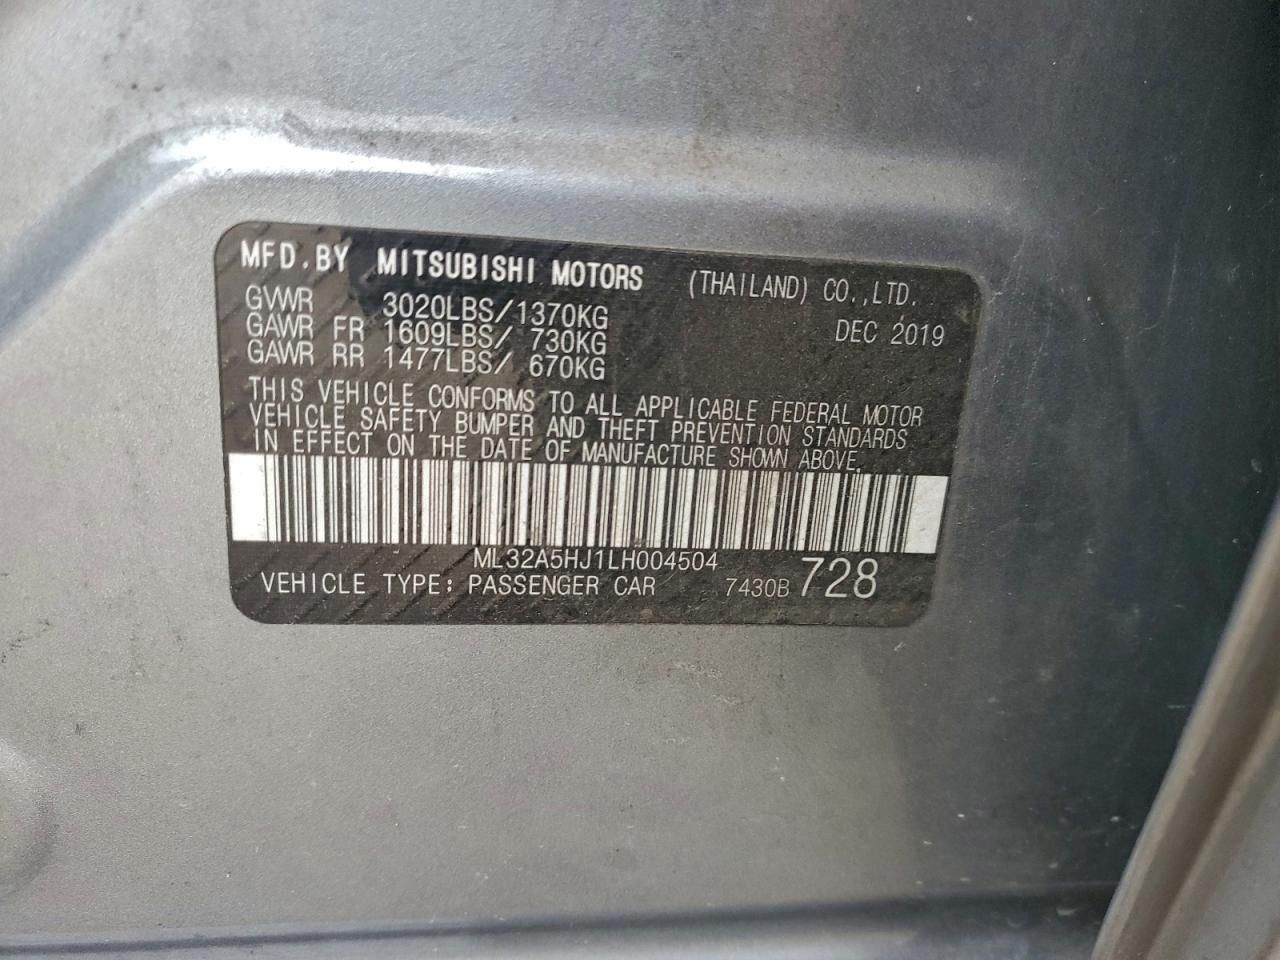 MFD.BY MITSUBISHI MOTORS (THAILAND) CO.,LTD.
GVWR 3020LBS/1370KG DEC 2019
GAWR FR 1609LBS/ 730KG
GAWR RR 1477LBS/ 670KG
THIS VEHICLE CONFORMS TO ALL APPLICABLE FEDERAL MOTOR
VEHICLE SAFETY BUMPER AND THEFT PREVENTION STANDARDS
IN EFFECT ON THE DATE OF MANUFACTURE SHOWN ABOVE.
ML32A5HJ1LH004504
VEHICLE TYPE: PASSENGER CAR 7430B 728